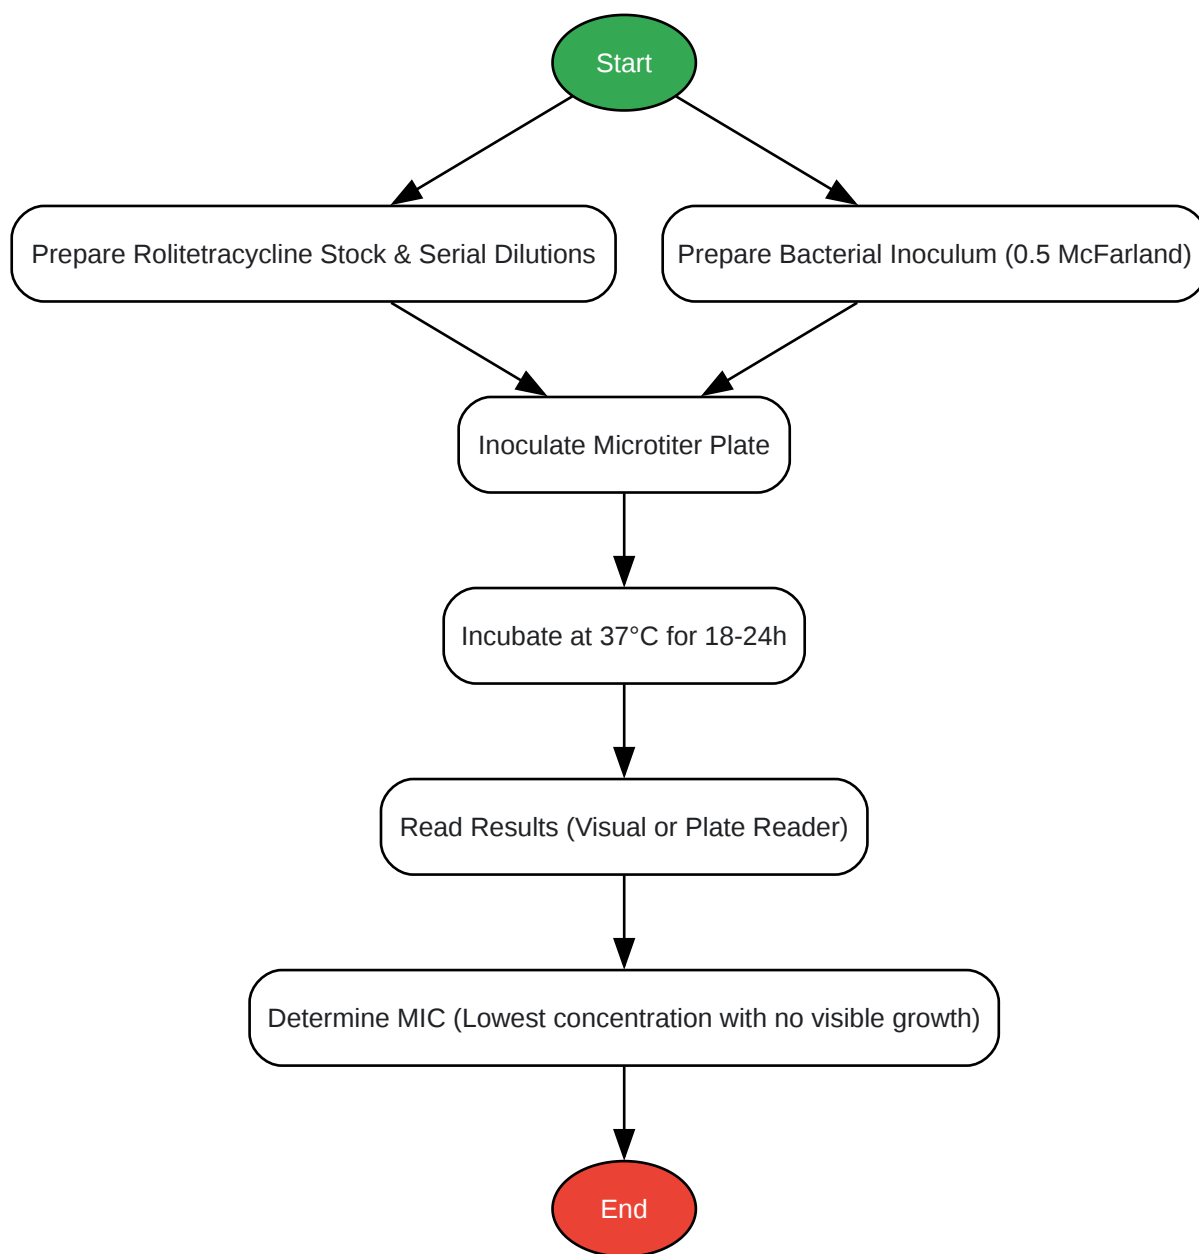 Start
Prepare Rolitetracycline Stock & Serial Dilutions
Prepare Bacterial Inoculum (0.5 McFarland)
Inoculate Microtiter Plate
Incubate at 37°C for 18-24h
Read Results (Visual or Plate Reader)
Determine MIC (Lowest concentration with no visible growth)
End